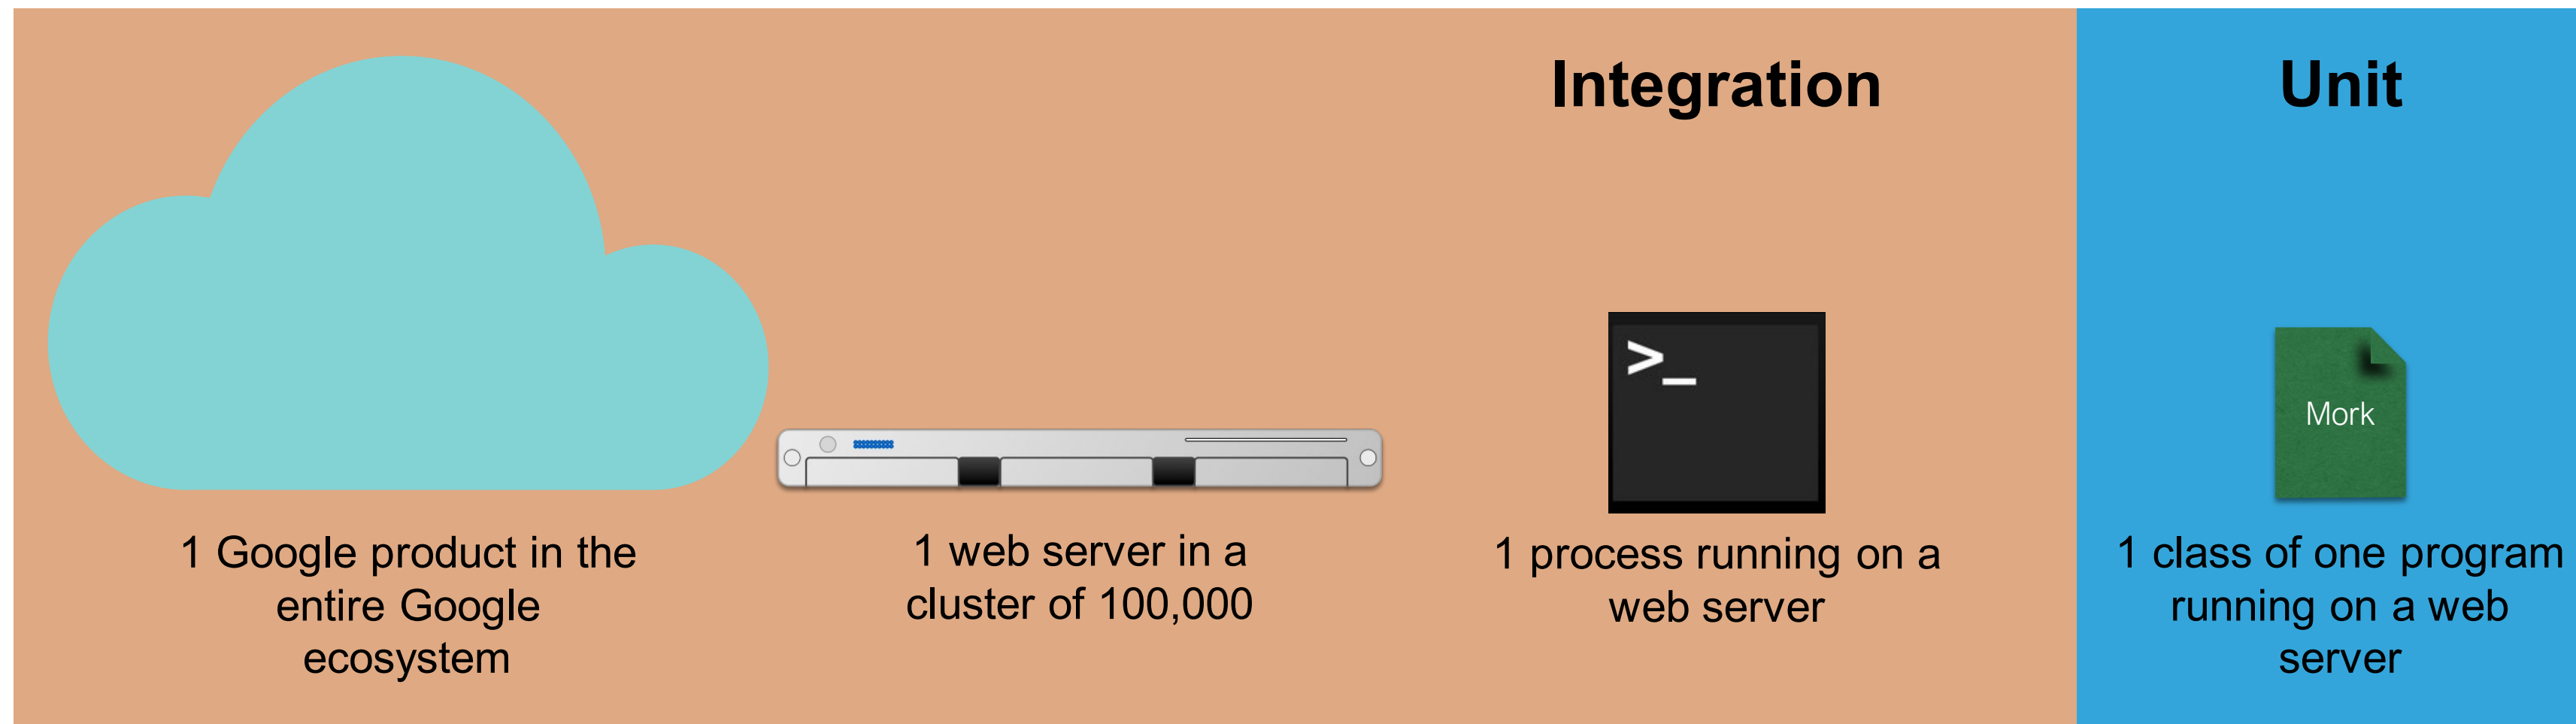 Integration
Unit
>_
Mork
1 Google product in the
entire Google
ecosystem
1 web server in a
cluster of 100,000
1 process running on a
web server
1 class of one program
running on a web
server